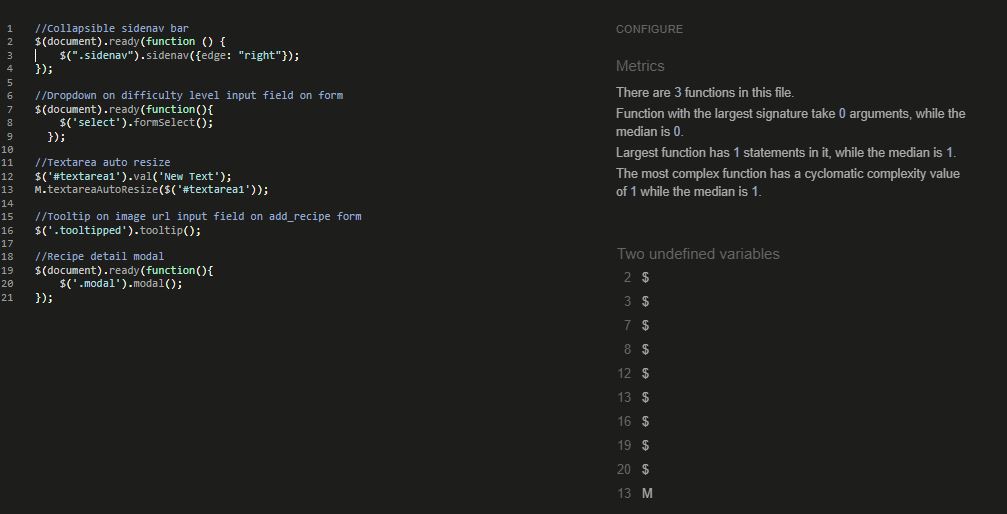 1 //Collapsible sidenav bar
2 $(document).ready(function () {
3 $(".sidenav").sidenav({edge: "right"});
4 });
5
6 //Dropdown on difficulty level input field on form
7 $(document).ready(function(){
8 $('select').formSelect();
9 });
10
11 //Textarea auto resize
12 $('#textarea1').val('New Text');
13 M.textareaAutoResize($('#textarea1'));
14
15 //Tooltip on image url input field on add_recipe form
16 $('.tooltipped').tooltip();
17
18 //Recipe detail modal
19 $(document).ready(function(){
20 $('.modal').modal();
21 });
CONFIGURE
Metrics
There are 3 functions in this file.
Function with the largest signature take 0 arguments, while the
median is 0.
Largest function has 1 statements in it, while the median is 1.
The most complex function has a cyclomatic complexity value
of 1 while the median is 1.
Two undefined variables
2 $
3 $
7 $
8 $
12 $
13 $
16 $
19 $
20 $
13 M